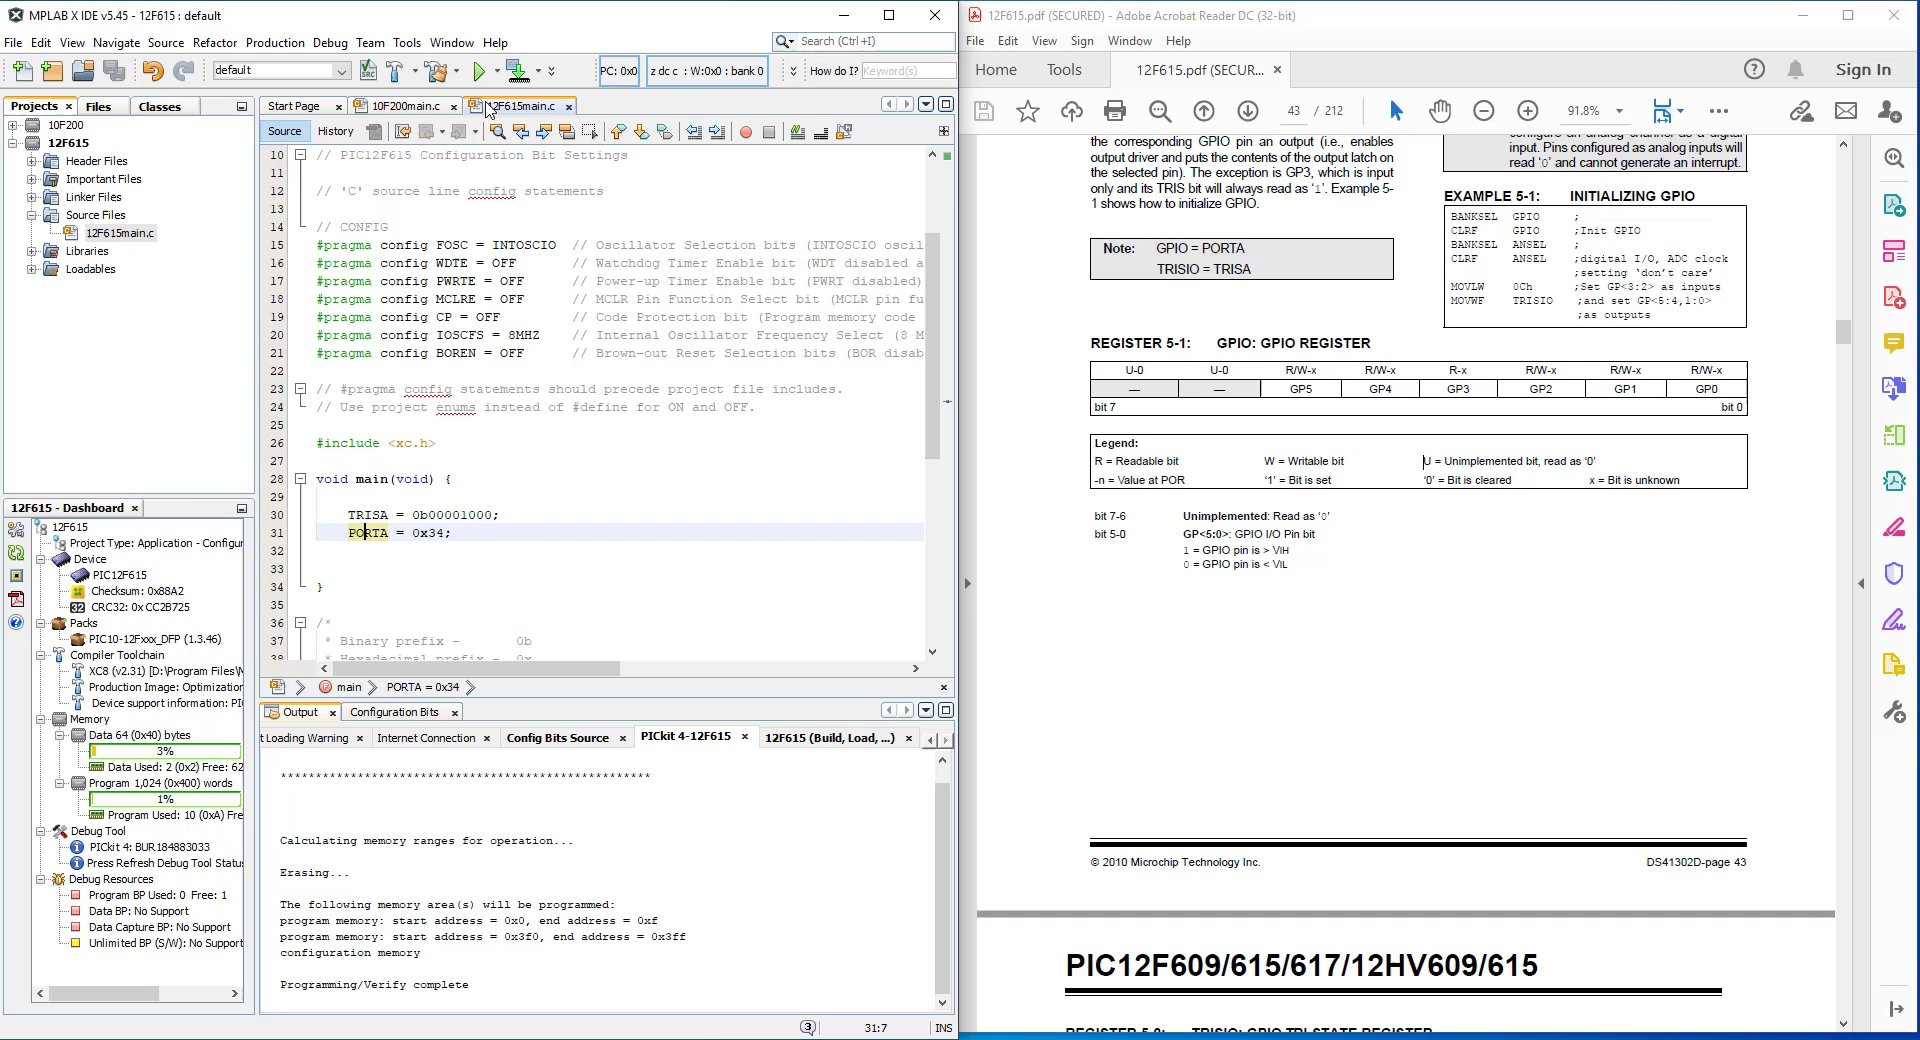 MPLAB X IDE v5.45 - 12F615 : default
File Edit View Navigate Source Refactor Production Debug Team Tools Window Help
Search (Ctrl+I)
default
PC: 0x0
z dc c : W:0x0 : bank 0
How do I?
Keyword(s)
Projects
Files
Classes
10F200
12F615
Header Files
Important Files
Linker Files
Source Files
12F615main.c
Libraries
Loadables
Start Page
10F200main.c
12F615main.c
Source
History
10 // PIC12F615 Configuration Bit Settings
11
12 // 'C' source line config statements
13
14 // CONFIG
15 #pragma config FOSC = INTOSCIO // Oscillator Selection bits (INTOSCIO oscil
16 #pragma config WDTE = OFF // Watchdog Timer Enable bit (WDT disabled a
17 #pragma config PWRTE = OFF // Power-up Timer Enable bit (PWRT disabled)
18 #pragma config MCLRE = OFF // MCLR Pin Function Select bit (MCLR pin fu
19 #pragma config CP = OFF // Code Protection bit (Program memory code
20 #pragma config IOSCFS = 8MHZ // Internal Oscillator Frequency Select (8 M
21 #pragma config BOREN = OFF // Brown-out Reset Selection bits (BOR disab
22
23 // #pragma config statements should precede project file includes.
24 // Use project enums instead of #define for ON and OFF.
25
26 #include <xc.h>
27
28 void main(void) {
29
30 TRISA = 0b00001000;
31 PORTA = 0x34;
32
33
34 }
35
36 /*
37 * Binary prefix - 0b
38 * Hexadecimal prefix - 0x
main
PORTA = 0x34
12F615 - Dashboard
12F615
Project Type: Application - Configur
Device
PIC12F615
Checksum: 0x88A2
CRC32: 0xCC2B725
Packs
PIC10-12Fxxx_DFP (1.3.46)
Compiler Toolchain
XC8 (v2.31) [D:\Program Files\M
Production Image: Optimization
Device support information: PI
Memory
Data 64 (0x40) bytes
3%
Data Used: 2 (0x2) Free: 62
Program 1,024 (0x400) words
1%
Program Used: 10 (0xA) Fre
Debug Tool
PICkit 4: BUR184883033
Press Refresh Debug Tool Status
Debug Resources
Program BP Used: 0 Free: 1
Data BP: No Support
Data Capture BP: No Support
Unlimited BP (S/W): No Support
Output
Configuration Bits
t Loading Warning
Internet Connection
Config Bits Source
PICkit 4-12F615
12F615 (Build, Load, ...)
*****************************************************
Calculating memory ranges for operation...
Erasing...
The following memory area(s) will be programmed:
program memory: start address = 0x0, end address = 0xf
program memory: start address = 0x3f0, end address = 0x3ff
configuration memory
Programming/Verify complete
3
31:7
INS
12F615.pdf (SECURED) - Adobe Acrobat Reader DC (32-bit)
File Edit View Sign Window Help
Home
Tools
12F615.pdf (SECUR...
Sign In
43 / 212
91.8%
the corresponding GPIO pin an output (i.e., enables
output driver and puts the contents of the output latch on
the selected pin). The exception is GP3, which is input
only and its TRIS bit will always read as ‘1’. Example 5-
1 shows how to initialize GPIO.
Note: GPIO = PORTA
TRISIO = TRISA
configure an analog channel as a digital
input. Pins configured as analog inputs will
read ‘0’ and cannot generate an interrupt.
EXAMPLE 5-1: INITIALIZING GPIO
BANKSEL GPIO ;
CLRF GPIO ;Init GPIO
BANKSEL ANSEL ;
CLRF ANSEL ;digital I/O, ADC clock
;setting ‘don’t care’
MOVLW 0Ch ;Set GP<3:2> as inputs
MOVWF TRISIO ;and set GP<5:4,1:0>
;as outputs
REGISTER 5-1: GPIO: GPIO REGISTER
U-0 U-0 R/W-x R/W-x R-x R/W-x R/W-x R/W-x
— — GP5 GP4 GP3 GP2 GP1 GP0
bit 7 bit 0
Legend:
R = Readable bit W = Writable bit U = Unimplemented bit, read as ‘0’
-n = Value at POR ‘1’ = Bit is set ‘0’ = Bit is cleared x = Bit is unknown
bit 7-6 Unimplemented: Read as ‘0’
bit 5-0 GP<5:0>: GPIO I/O Pin bit
1 = GPIO pin is > VIH
0 = GPIO pin is < VIL
© 2010 Microchip Technology Inc. DS41302D-page 43
PIC12F609/615/617/12HV609/615